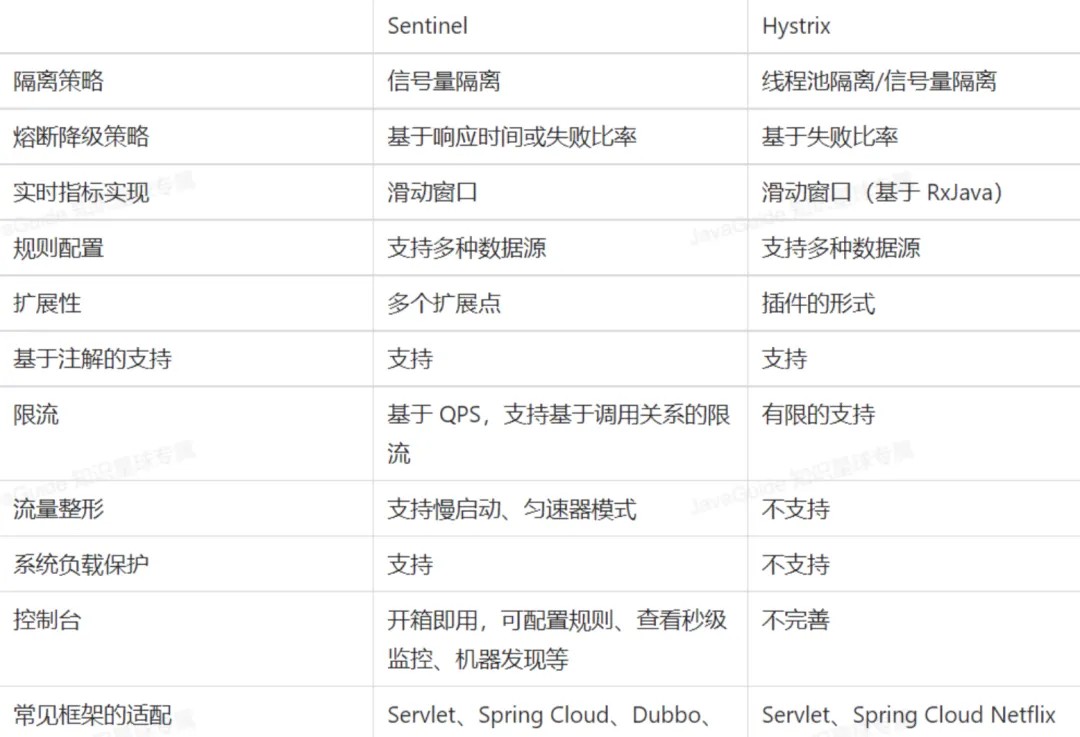 Sentinel Hystrix
隔离策略 信号量隔离 线程池隔离/信号量隔离
熔断降级策略 基于响应时间或失败比率 基于失败比率
实时指标实现 滑动窗口 滑动窗口（基于 RxJava）
规则配置 支持多种数据源 支持多种数据源
扩展性 多个扩展点 插件的形式
基于注解的支持 支持 支持
限流 基于 QPS，支持基于调用关系的限 有限的支持
流
流量整形 支持慢启动、匀速器模式 不支持
系统负载保护 支持 不支持
控制台 开箱即用，可配置规则、查看秒级 不完善
监控、机器发现等
常见框架的适配 Servlet、Spring Cloud、Dubbo、 Servlet、Spring Cloud Netflix
JavaGuide 知识星球专属
JavaGuide 知识星球专属